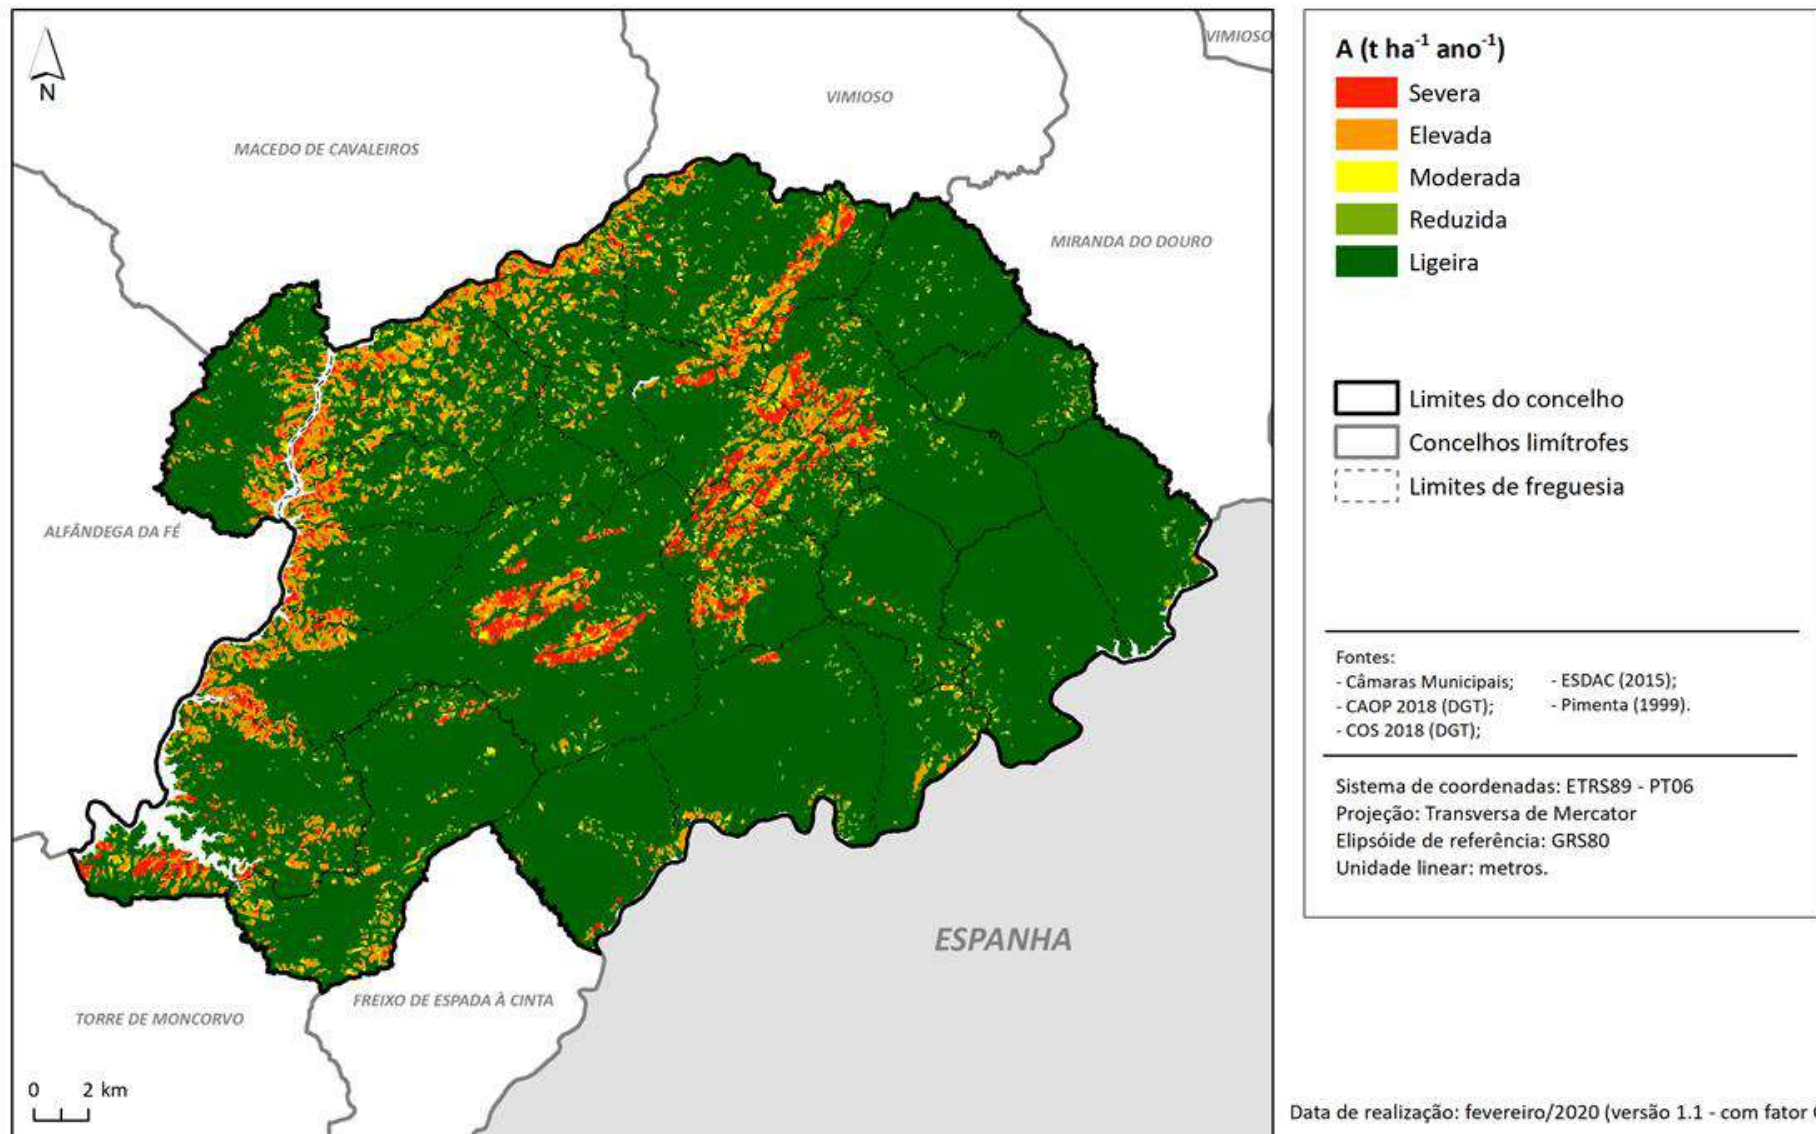 N
MACEDO DE CAVALEIROS
VIMIOSO
VIMIOSO
MIRANDA DO DOURO
ALFÂNDEGA DA FÉ
ESPANHA
FREIXO DE ESPADA À CINTA
TORRE DE MONCORVO
0 2 km
A (t ha⁻¹ ano⁻¹)
Severa
Elevada
Moderada
Reduzida
Ligeira
Limites do concelho
Concelhos limítrofes
Limites de freguesia
Fontes:
- Câmaras Municipais; - ESDAC (2015);
- CAOP 2018 (DGT); - Pimenta (1999).
- COS 2018 (DGT);
Sistema de coordenadas: ETRS89 - PT06
Projeção: Transversa de Mercator
Elipsóide de referência: GRS80
Unidade linear: metros.
Data de realização: fevereiro/2020 (versão 1.1 - com fator